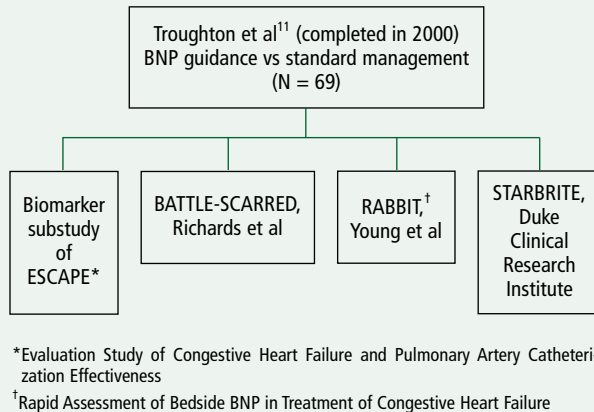 Troughton et al¹¹ (completed in 2000)
BNP guidance vs standard management
(N = 69)
Biomarker
substudy
of
ESCAPE*
BATTLE-SCARRED,
Richards et al
RABBIT,†
Young et al
STARBRITE,
Duke
Clinical
Research
Institute
*Evaluation Study of Congestive Heart Failure and Pulmonary Artery Catheteri-
zation Effectiveness
†Rapid Assessment of Bedside BNP in Treatment of Congestive Heart Failure